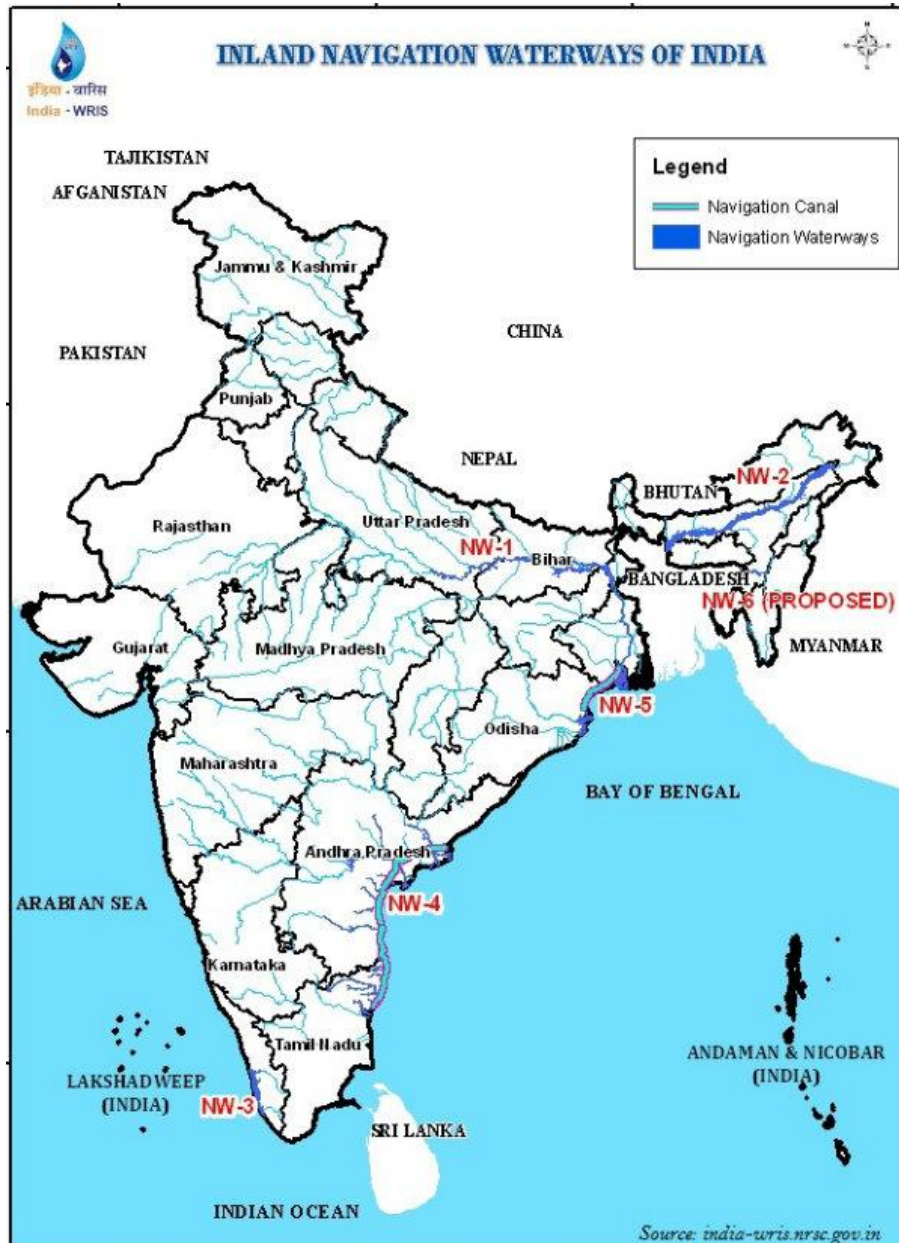 INLAND NAVIGATION WATERWAYS OF INDIA
इंडिया - वारिस
India - WRIS
N
W
E
S
Legend
Navigation Canal
Navigation Waterways
TAJIKISTAN
AFGANISTAN
Jammu & Kashmir
CHINA
PAKISTAN
Punjab
NEPAL
NW-2
BHUTAN
Rajasthan
Uttar Pradesh
NW-1
Bihar
BANGLADESH
NW-6 (PROPOSED)
MYANMAR
Gujarat
Madhya Pradesh
NW-5
Odisha
Maharashtra
BAY OF BENGAL
Andhra Pradesh
ARABIAN SEA
NW-4
Karnataka
Tamil Nadu
ANDAMAN & NICOBAR
(INDIA)
LAKSHADWEEP
(INDIA)
NW-3
SRI LANKA
INDIAN OCEAN
Source: india-wris.nrsc.gov.in